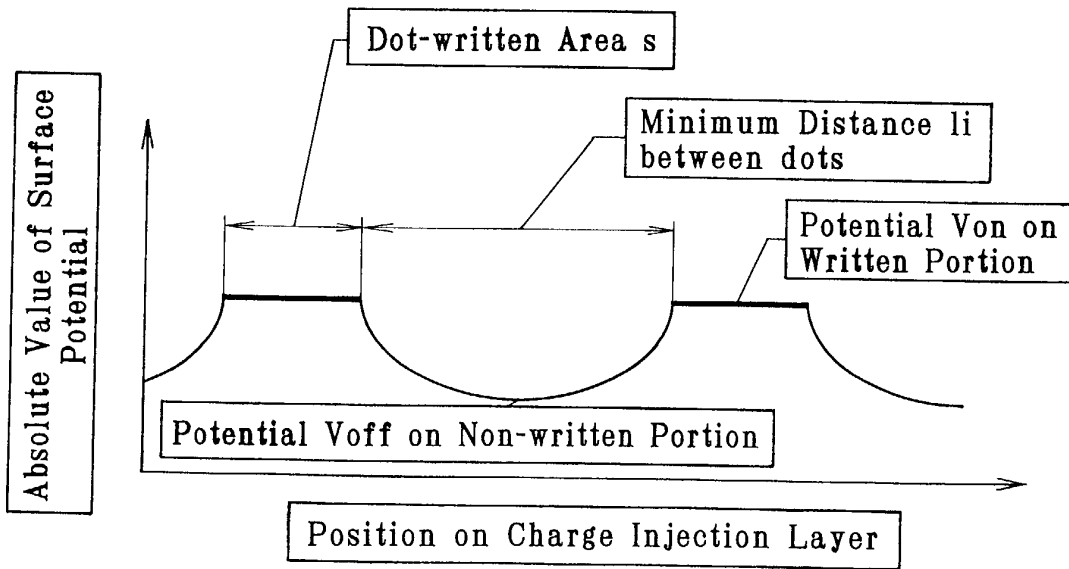 Dot-written Area s
Absolute Value of Surface
Potential
Minimum Distance li
between dots
Potential Von on
Written Portion
Potential Voff on Non-written Portion
Position on Charge Injection Layer